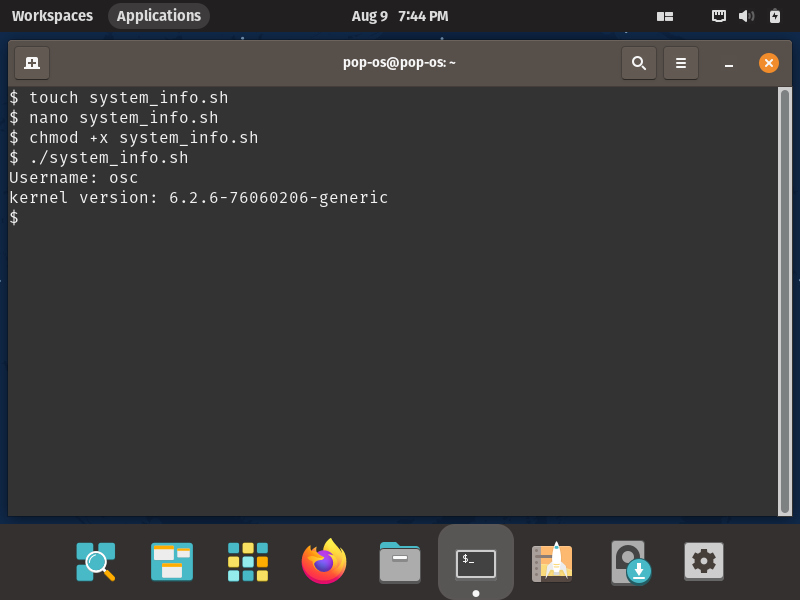 Workspaces Applications Aug 9 7:44 PM
pop-os@pop-os: ~
$ touch system_info.sh
$ nano system_info.sh
$ chmod +x system_info.sh
$ ./system_info.sh
Username: osc
kernel version: 6.2.6-76060206-generic
$
$_